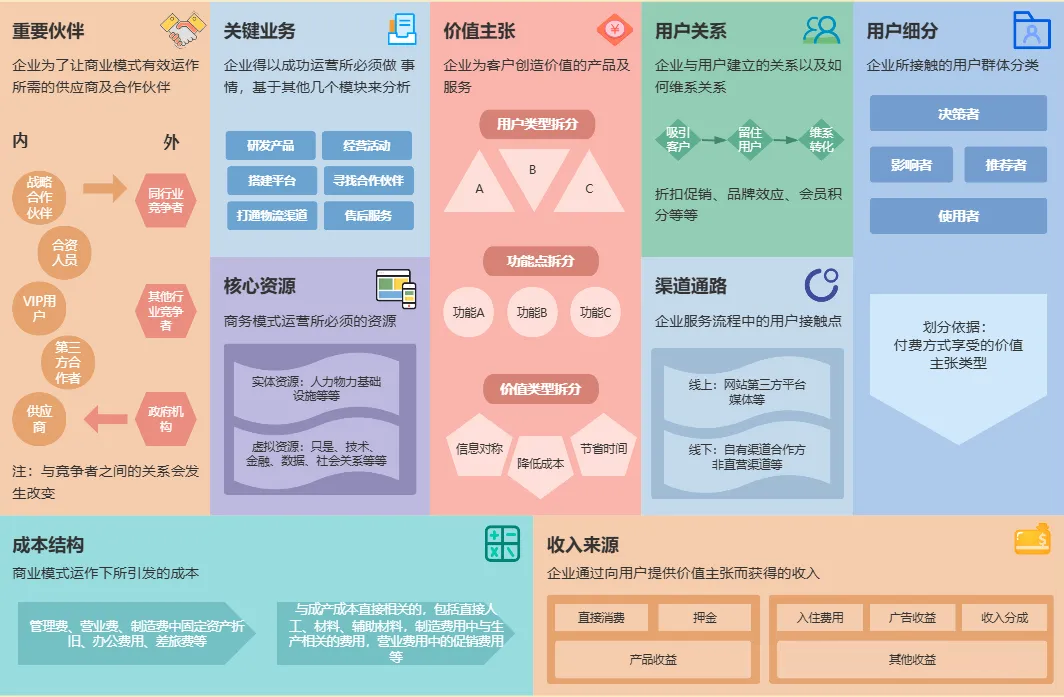 重要伙伴
企业为了让商业模式有效运作
所需的供应商及合作伙伴
内
外
战略
合作
伙伴
同行业
竞争者
合资
人员
VIP用
户
其他行
业竞争
者
第三
方合
作者
供应
商
政府机
构
注：与竞争者之间的关系会发
生改变
关键业务
企业得以成功运营所必须做 事
情，基于其他几个模块来分析
研发产品
经营活动
搭建平台
寻找合作伙伴
打通物流渠道
售后服务
核心资源
商务模式运营所必须的资源
实体资源：人力物力基础
设施等等
虚拟资源：只是、技术、
金融、数据、社会关系等等
价值主张
企业为客户创造价值的产品及
服务
用户类型拆分
A
B
C
功能点拆分
功能A
功能B
功能C
价值类型拆分
信息对称
降低成本
节省时间
用户关系
企业与用户建立的关系以及如
何维系关系
吸引
客户
留住
用户
维系
转化
折扣促销、品牌效应、会员积
分等等
渠道通路
企业服务流程中的用户接触点
线上：网站第三方平台
媒体等
线下：自有渠道合作方
非直营渠道等
用户细分
企业所接触的用户群体分类
决策者
影响者
推荐者
使用者
划分依据：
付费方式享受的价值
主张类型
成本结构
商业模式运作下所引发的成本
管理费、营业费、制造费中固定资产折
旧、办公费用、差旅费等
与成产成本直接相关的，包括直接人
工、材料、辅助材料，制造费用中与生
产相关的费用，营业费用中的促销费用
等
收入来源
企业通过向用户提供价值主张而获得的收入
直接消费
押金
产品收益
入住费用
广告收益
收入分成
其他收益